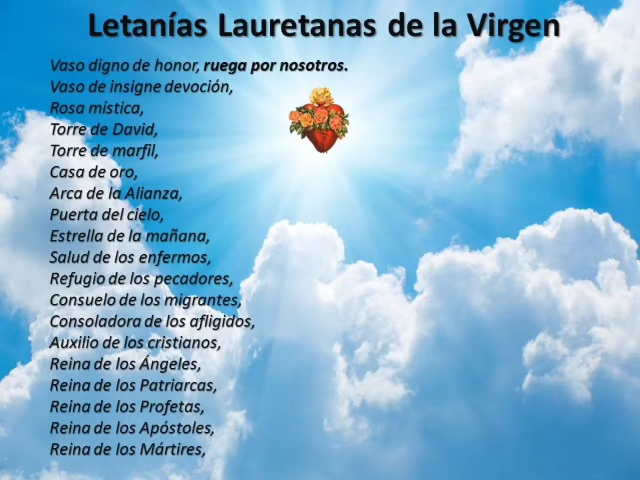 Letanías Lauretanas de la Virgen
Vaso digno de honor, ruega por nosotros.
Vaso de insigne devoción,
Rosa mística,
Torre de David,
Torre de marfil,
Casa de oro,
Arca de la Alianza,
Puerta del cielo,
Estrella de la mañana,
Salud de los enfermos,
Refugio de los pecadores,
Consuelo de los migrantes,
Consoladora de los afligidos,
Auxilio de los cristianos,
Reina de los Ángeles,
Reina de los Patriarcas,
Reina de los Profetas,
Reina de los Apóstoles,
Reina de los Mártires,